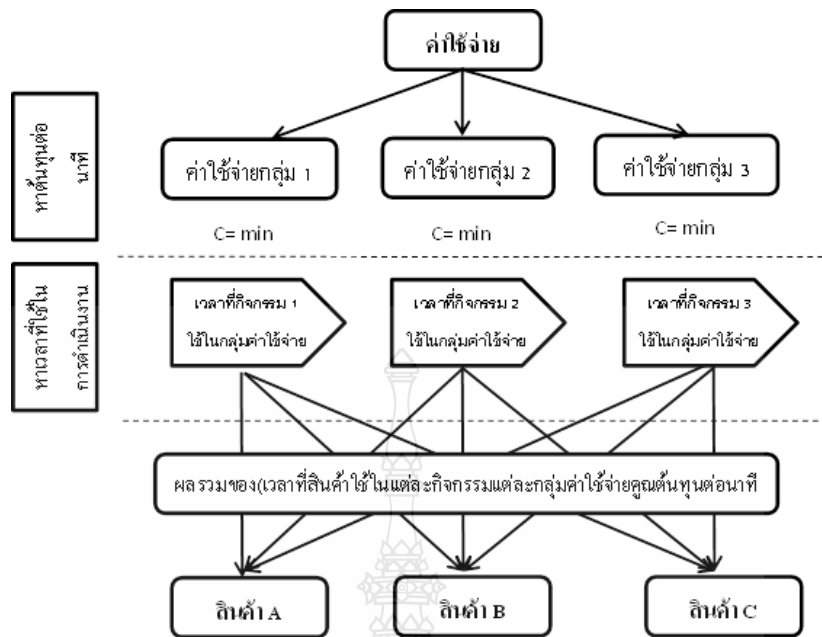 ค่าใช้จ่าย
หาต้นทุนต่อ
นาที
ค่าใช้จ่ายกลุ่ม 1
ค่าใช้จ่ายกลุ่ม 2
ค่าใช้จ่ายกลุ่ม 3
C= min
C= min
C= min
หาเวลาที่ใช้ใน
การดำเนินงาน
เวลาที่กิจกรรม 1
ใช้ในกลุ่มค่าใช้จ่าย
เวลาที่กิจกรรม 2
ใช้ในกลุ่มค่าใช้จ่าย
เวลาที่กิจกรรม 3
ใช้ในกลุ่มค่าใช้จ่าย
ผลรวมของ(เวลาที่สินค้าใช้ในแต่ละกิจกรรมแต่ละกลุ่มค่าใช้จ่ายคูณต้นทุนต่อนาที
สินค้า A
สินค้า B
สินค้า C